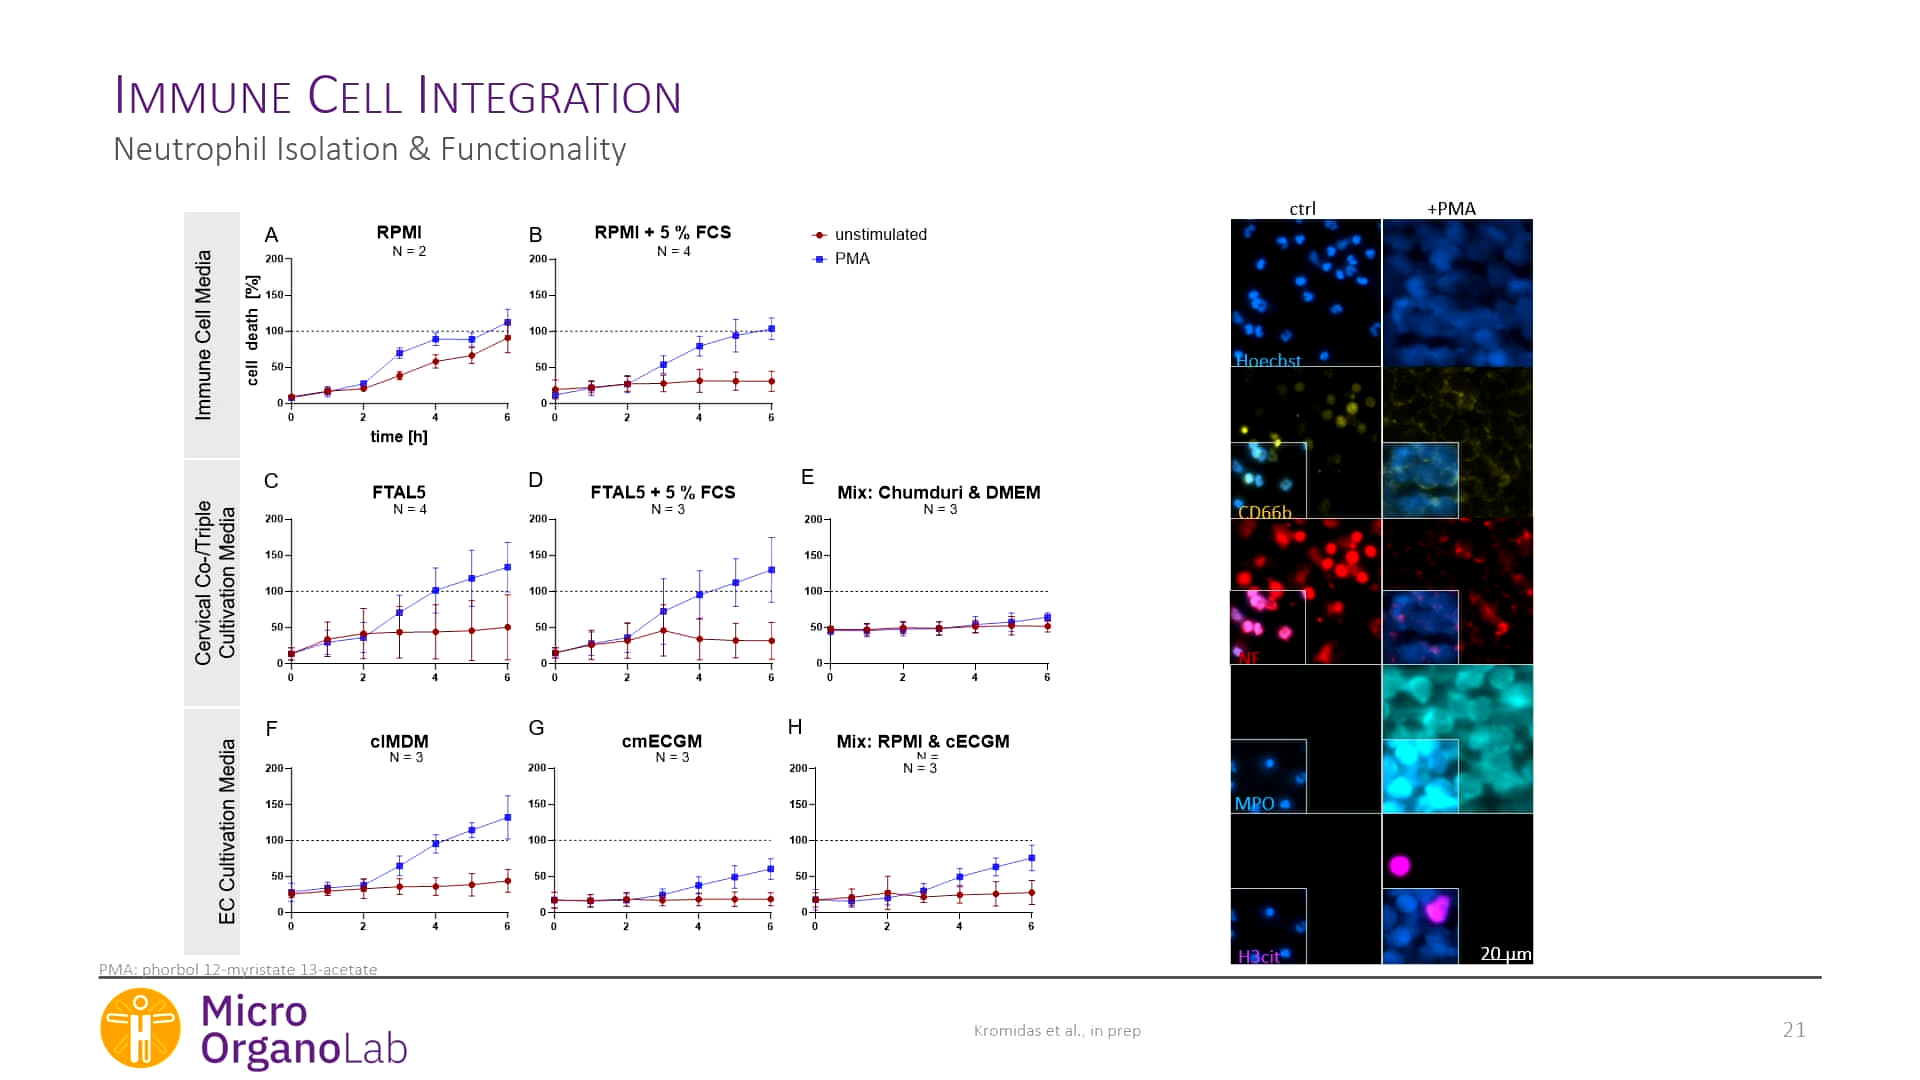 IMMUNE CELL INTEGRATION
Neutrophil Isolation & Functionality
Immune Cell Media
A
RPMI
N = 2
cell death [%]
200
150
100
50
0
0 2 4 6
time [h]
B
RPMI + 5 % FCS
N = 4
200
150
100
50
0
0 2 4 6
unstimulated
PMA
Cervical Co-/Triple
Cultivation Media
C
FTAL5
N = 4
200
150
100
50
0
0 2 4 6
D
FTAL5 + 5 % FCS
N = 3
200
150
100
50
0
0 2 4 6
E
Mix: Chumduri & DMEM
N = 3
200
150
100
50
0
0 2 4 6
EC Cultivation Media
F
cIMDM
N = 3
200
150
100
50
0
0 2 4 6
G
cmECGM
N = 3
200
150
100
50
0
0 2 4 6
H
Mix: RPMI & cECGM
N =
N = 3
200
150
100
50
0
0 2 4 6
ctrl +PMA
Hoechst
CD66b
NE
MPO
H3cit
20 µm
PMA: phorbol 12-myristate 13-acetate
Micro
OrganoLab
Kromidas et al., in prep
21